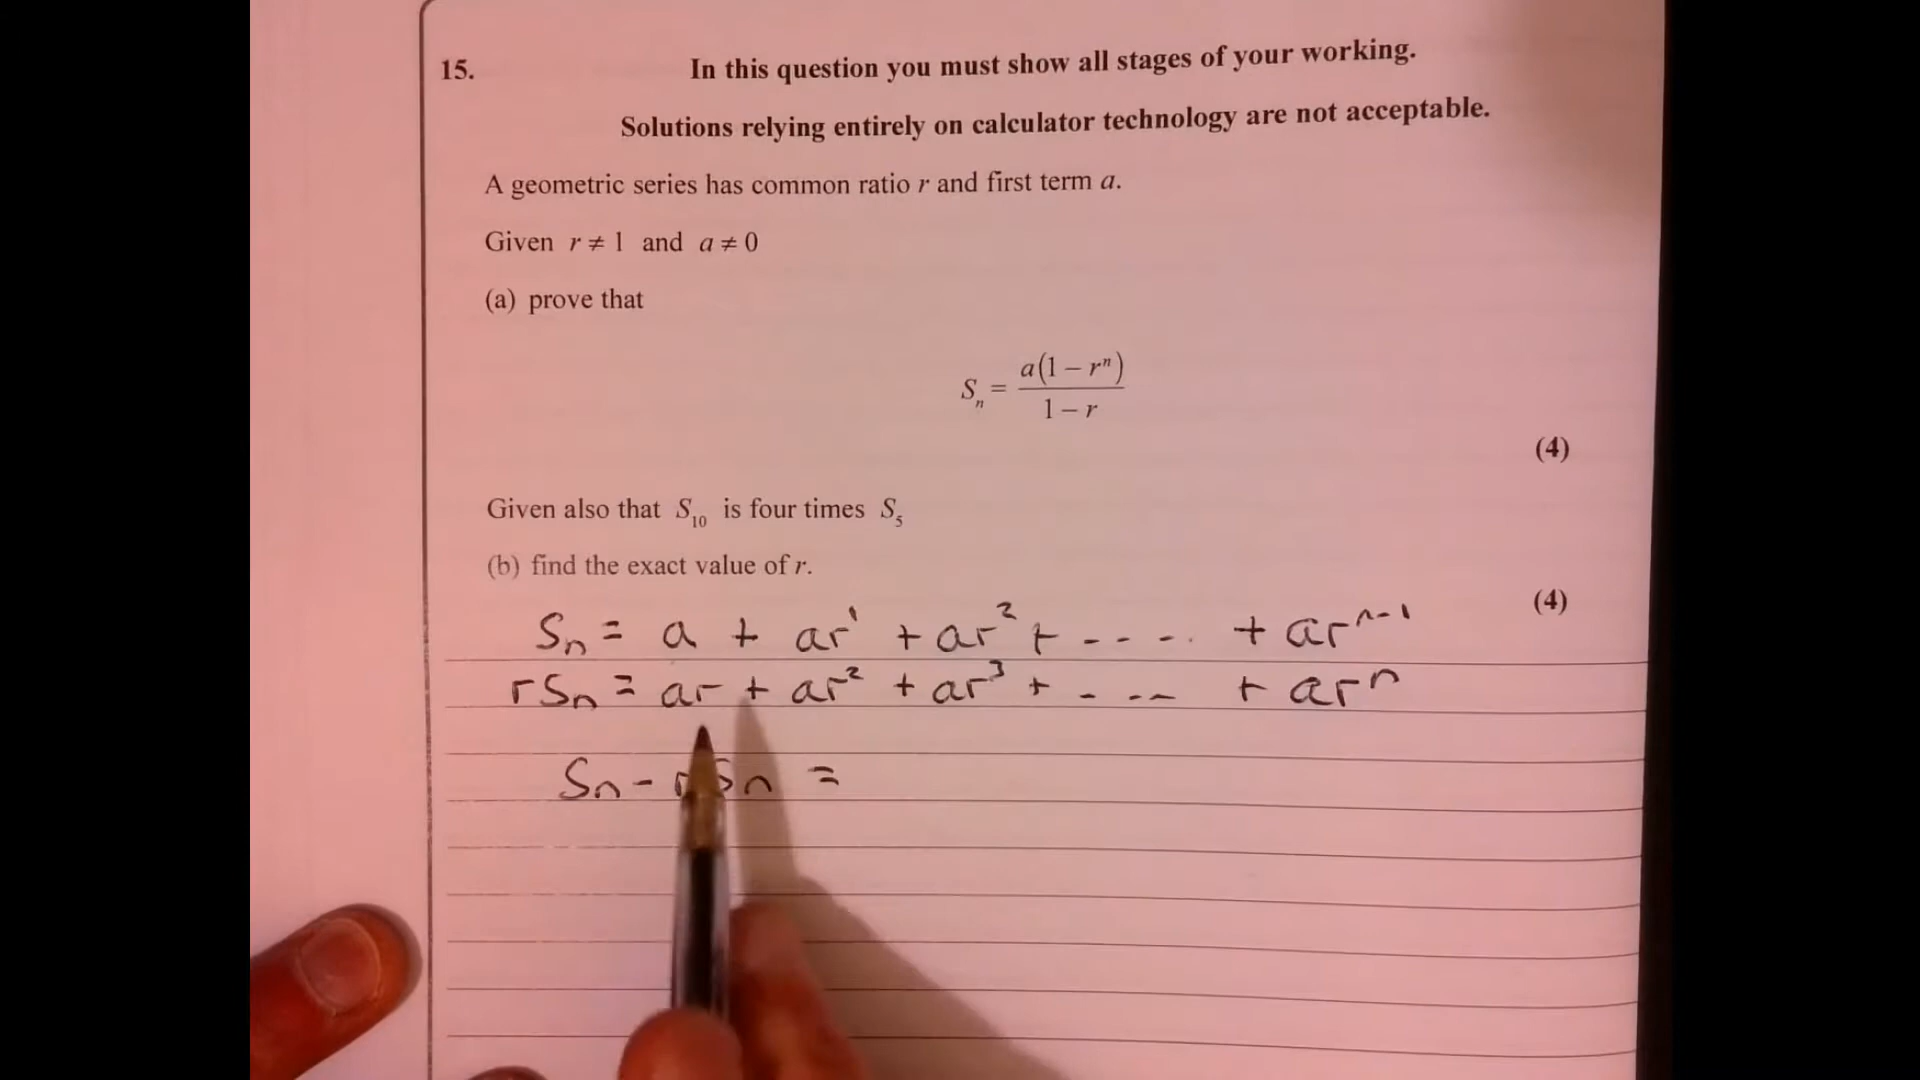 15. In this question you must show all stages of your working.
Solutions relying entirely on calculator technology are not acceptable.
A geometric series has common ratio r and first term a.
Given r ≠ 1 and a ≠ 0
(a) prove that
Sₙ = a(1 − rⁿ) / 1 − r
(4)
Given also that S₁₀ is four times S₅
(b) find the exact value of r.
(4)
Sₙ = a + ar¹ + ar² + - - - - + arⁿ⁻¹
rSₙ = ar + ar² + ar³ + - - - + arⁿ
Sₙ - rSₙ =